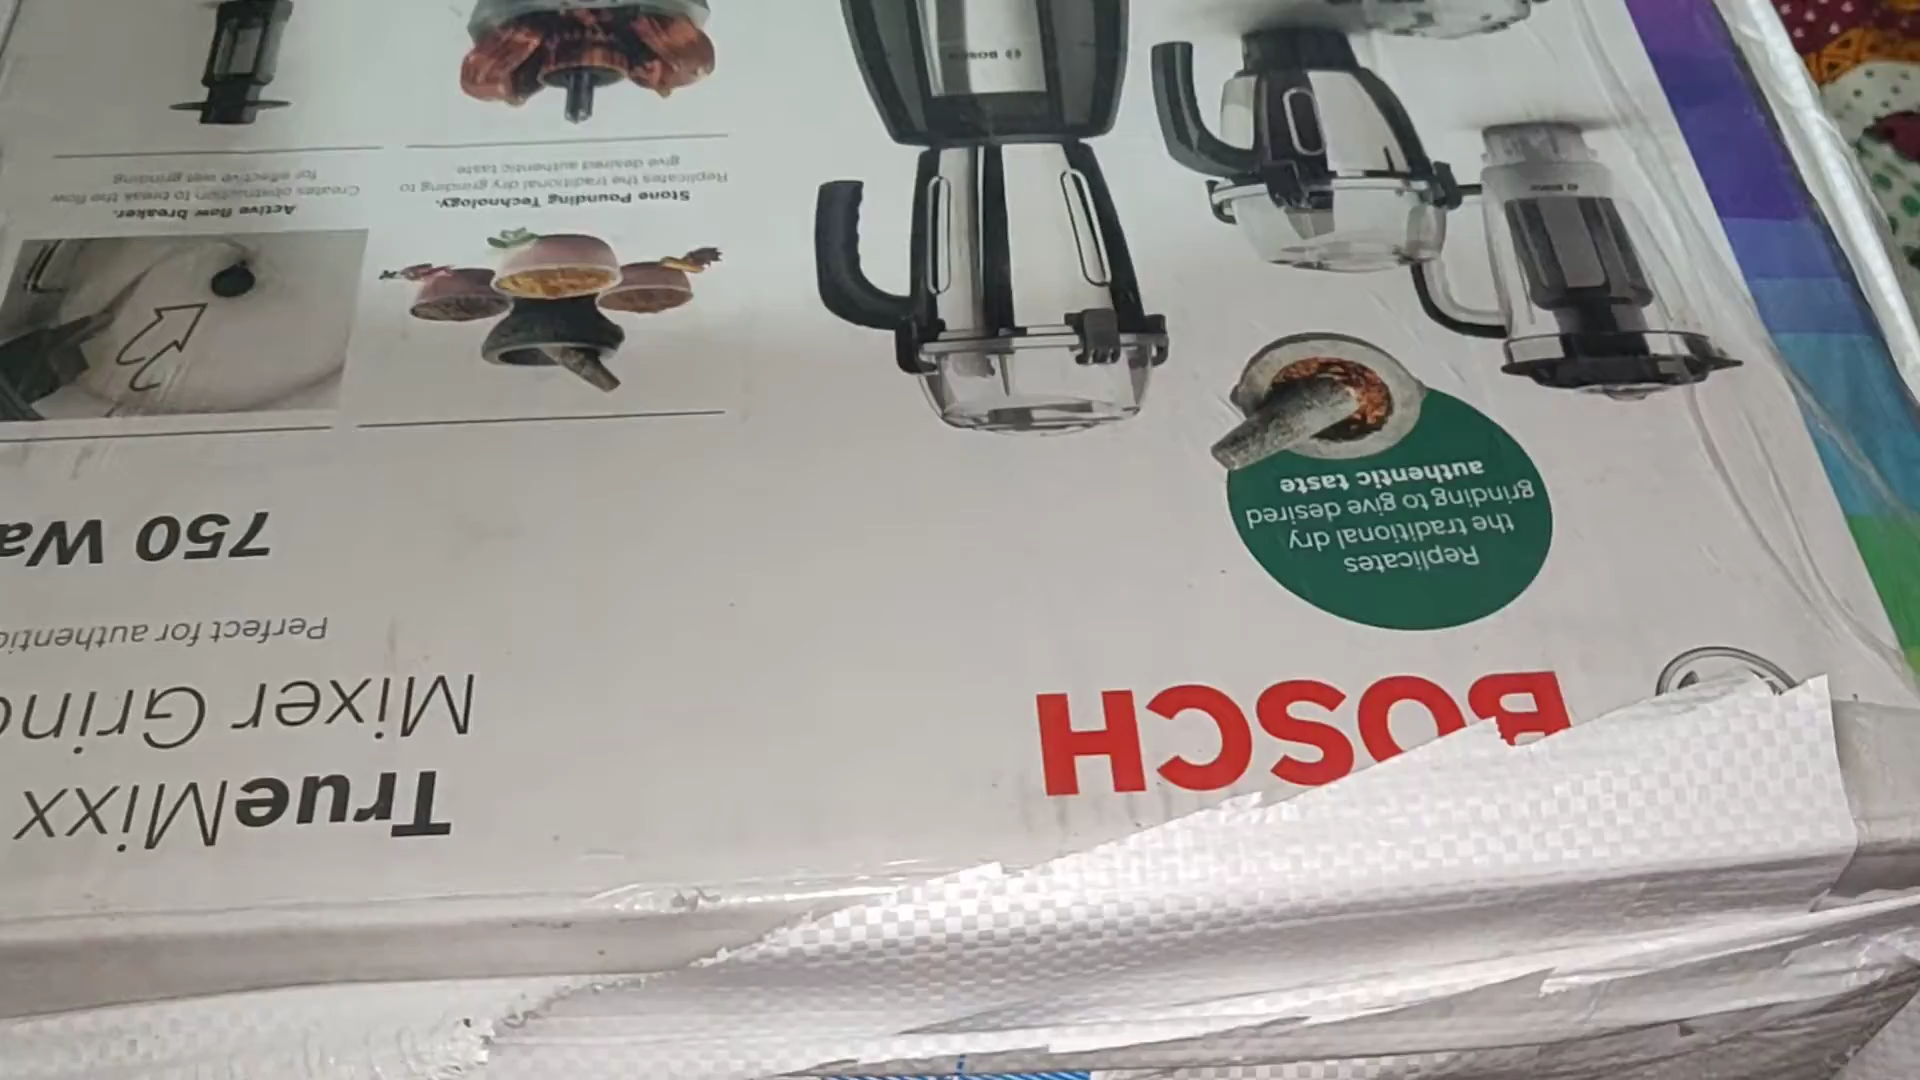 BOSCH
TrueMixx
Mixer Grin
Perfect for authentic
750 Wa
Replicates
the traditional dry
grinding to give desired
authentic taste
Stone Pounding Technology.
Replicates the traditional dry grinding to
give desired authentic taste
Active flow breaker.
Creates obstruction to break the flow
for effective wet grinding
BOSCH